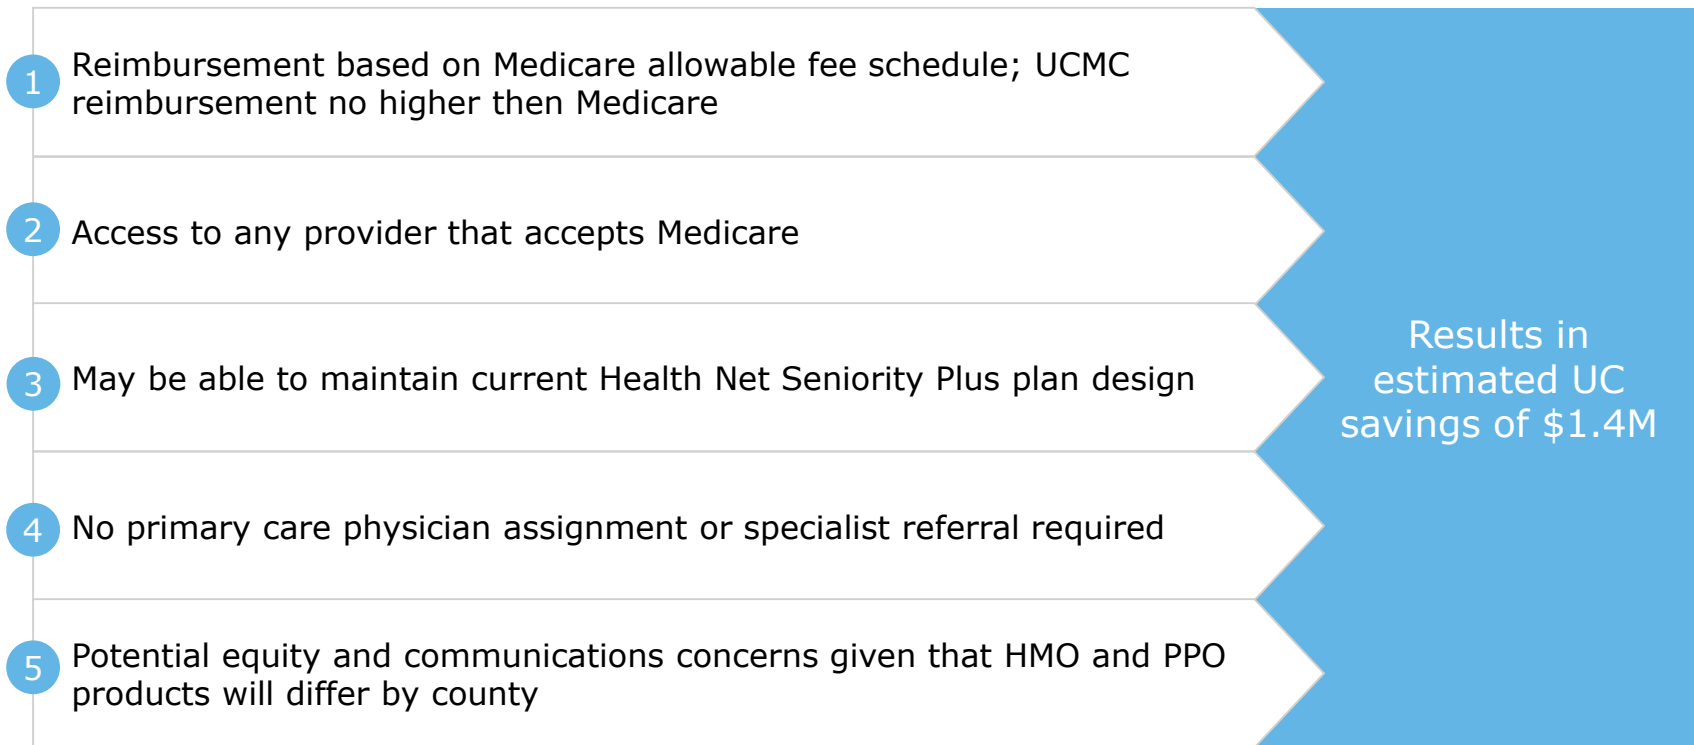 1
Reimbursement based on Medicare allowable fee schedule; UCMC
reimbursement no higher then Medicare
2
Access to any provider that accepts Medicare
3
May be able to maintain current Health Net Seniority Plus plan design
4
No primary care physician assignment or specialist referral required
5
Potential equity and communications concerns given that HMO and PPO
products will differ by county
Results in
estimated UC
savings of $1.4M